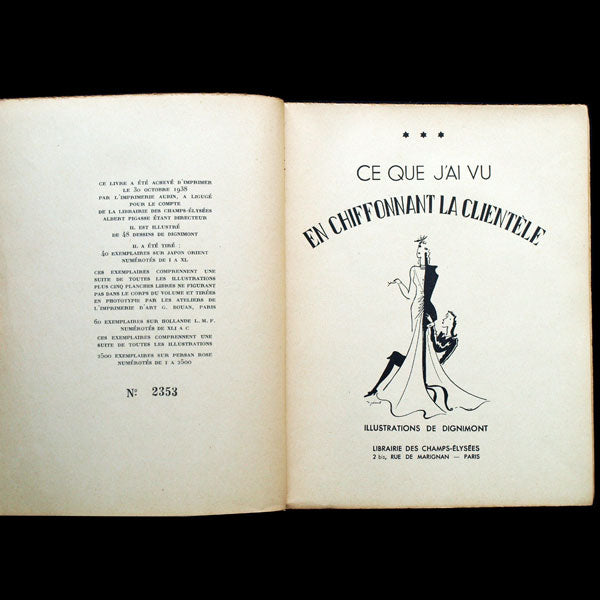 CE LIVRE A ÉTÉ ACHEVÉ D'IMPRIMER
LE 30 OCTOBRE 1938
PAR L'IMPRIMERIE AUBIN, A LIGUGÉ
POUR LE COMPTE
DE LA LIBRAIRIE DES CHAMPS-ÉLYSÉES
ALBERT PIGASSE ÉTANT DIRECTEUR
IL EST ILLUSTRÉ
DE 48 DESSINS DE DIGNIMONT
IL A ÉTÉ TIRÉ :
40 EXEMPLAIRES SUR JAPON ORIENT
NUMÉROTÉS DE I A XL
CES EXEMPLAIRES COMPRENNENT UNE
SUITE DE TOUTES LES ILLUSTRATIONS
PLUS CINQ PLANCHES LIBRES NE FIGURANT
PAS DANS LE CORPS DU VOLUME ET TIRÉES
EN PHOTOTYPIE PAR LES ATELIERS DE
L'IMPRIMERIE D'ART G. BOUAN, PARIS
60 EXEMPLAIRES SUR HOLLANDE L. M. F.
NUMÉROTÉS DE XLI A C
CES EXEMPLAIRES COMPRENNENT UNE
SUITE DE TOUTES LES ILLUSTRATIONS
2500 EXEMPLAIRES SUR PERSAN ROSE
NUMÉROTÉS DE 1 A 2500
No 2353
* * *
CE QUE J'AI VU
EN CHIFFONNANT LA CLIENTÈLE
ILLUSTRATIONS DE DIGNIMONT
LIBRAIRIE DES CHAMPS-ÉLYSÉES
2 bis, RUE DE MARIGNAN — PARIS